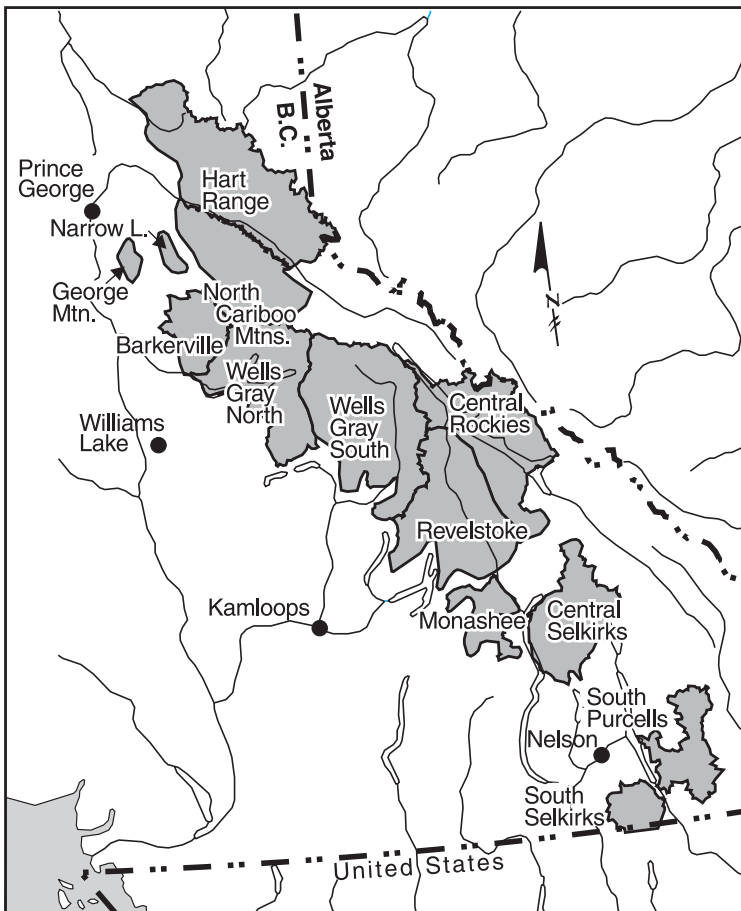 Alberta
B.C.
Prince
George
Hart
Range
Narrow L.
George
Mtn.
North
Cariboo
Mtns.
Barkerville
Wells
Gray
North
Wells
Gray
South
Central
Rockies
Williams
Lake
Revelstoke
Kamloops
Monashee
Central
Selkirks
South
Purcells
Nelson
South
Selkirks
United States
N